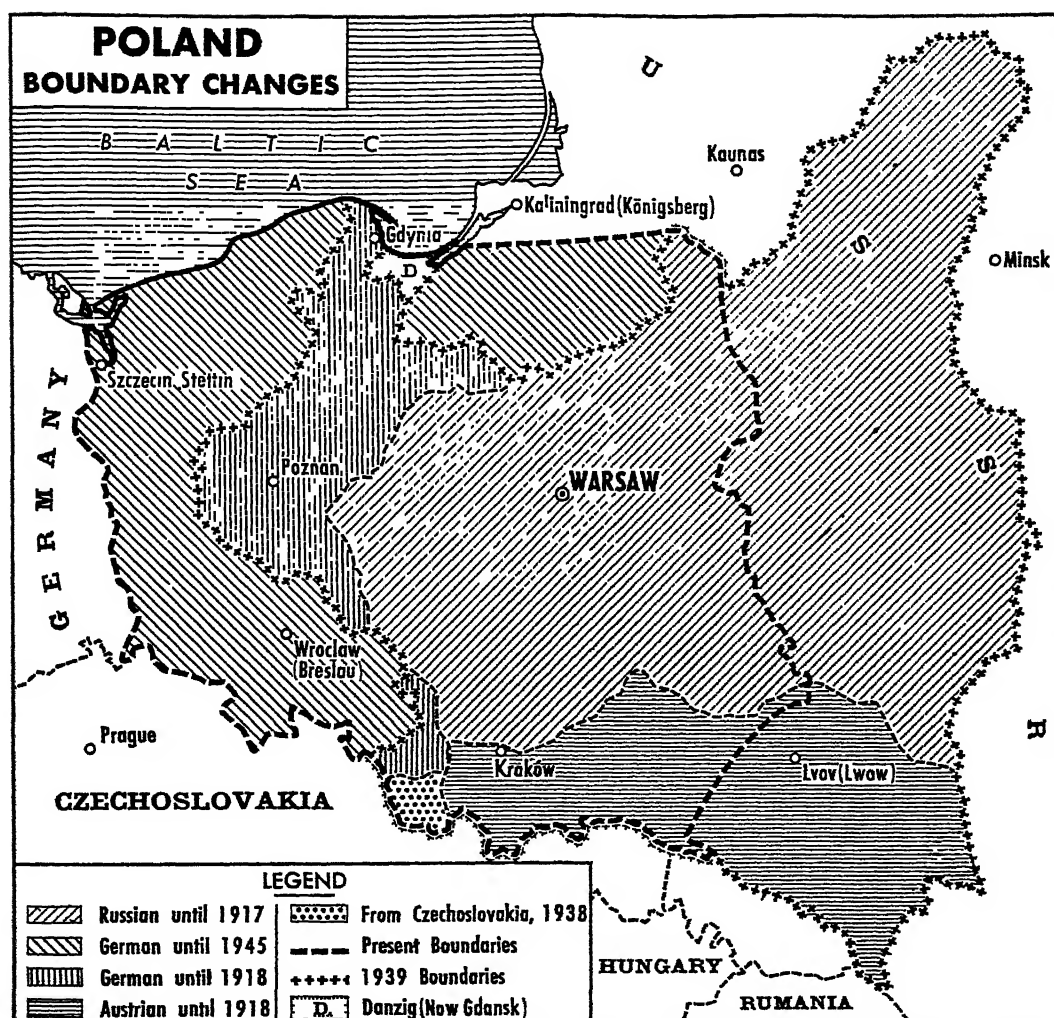 POLAND
BOUNDARY CHANGES
BALTIC
SEA
U
S
S
R
Kaunas
Kaliningrad (Königsberg)
Gdynia
D
Minsk
Szczecin Stettin
GERMANY
Poznan
WARSAW
Wroclaw
(Breslau)
Prague
Kraków
Lvov (Lwow)
CZECHOSLOVAKIA
HUNGARY
RUMANIA
LEGEND
Russian until 1917
German until 1945
German until 1918
Austrian until 1918
From Czechoslovakia, 1938
Present Boundaries
1939 Boundaries
D. Danzig (Now Gdansk)